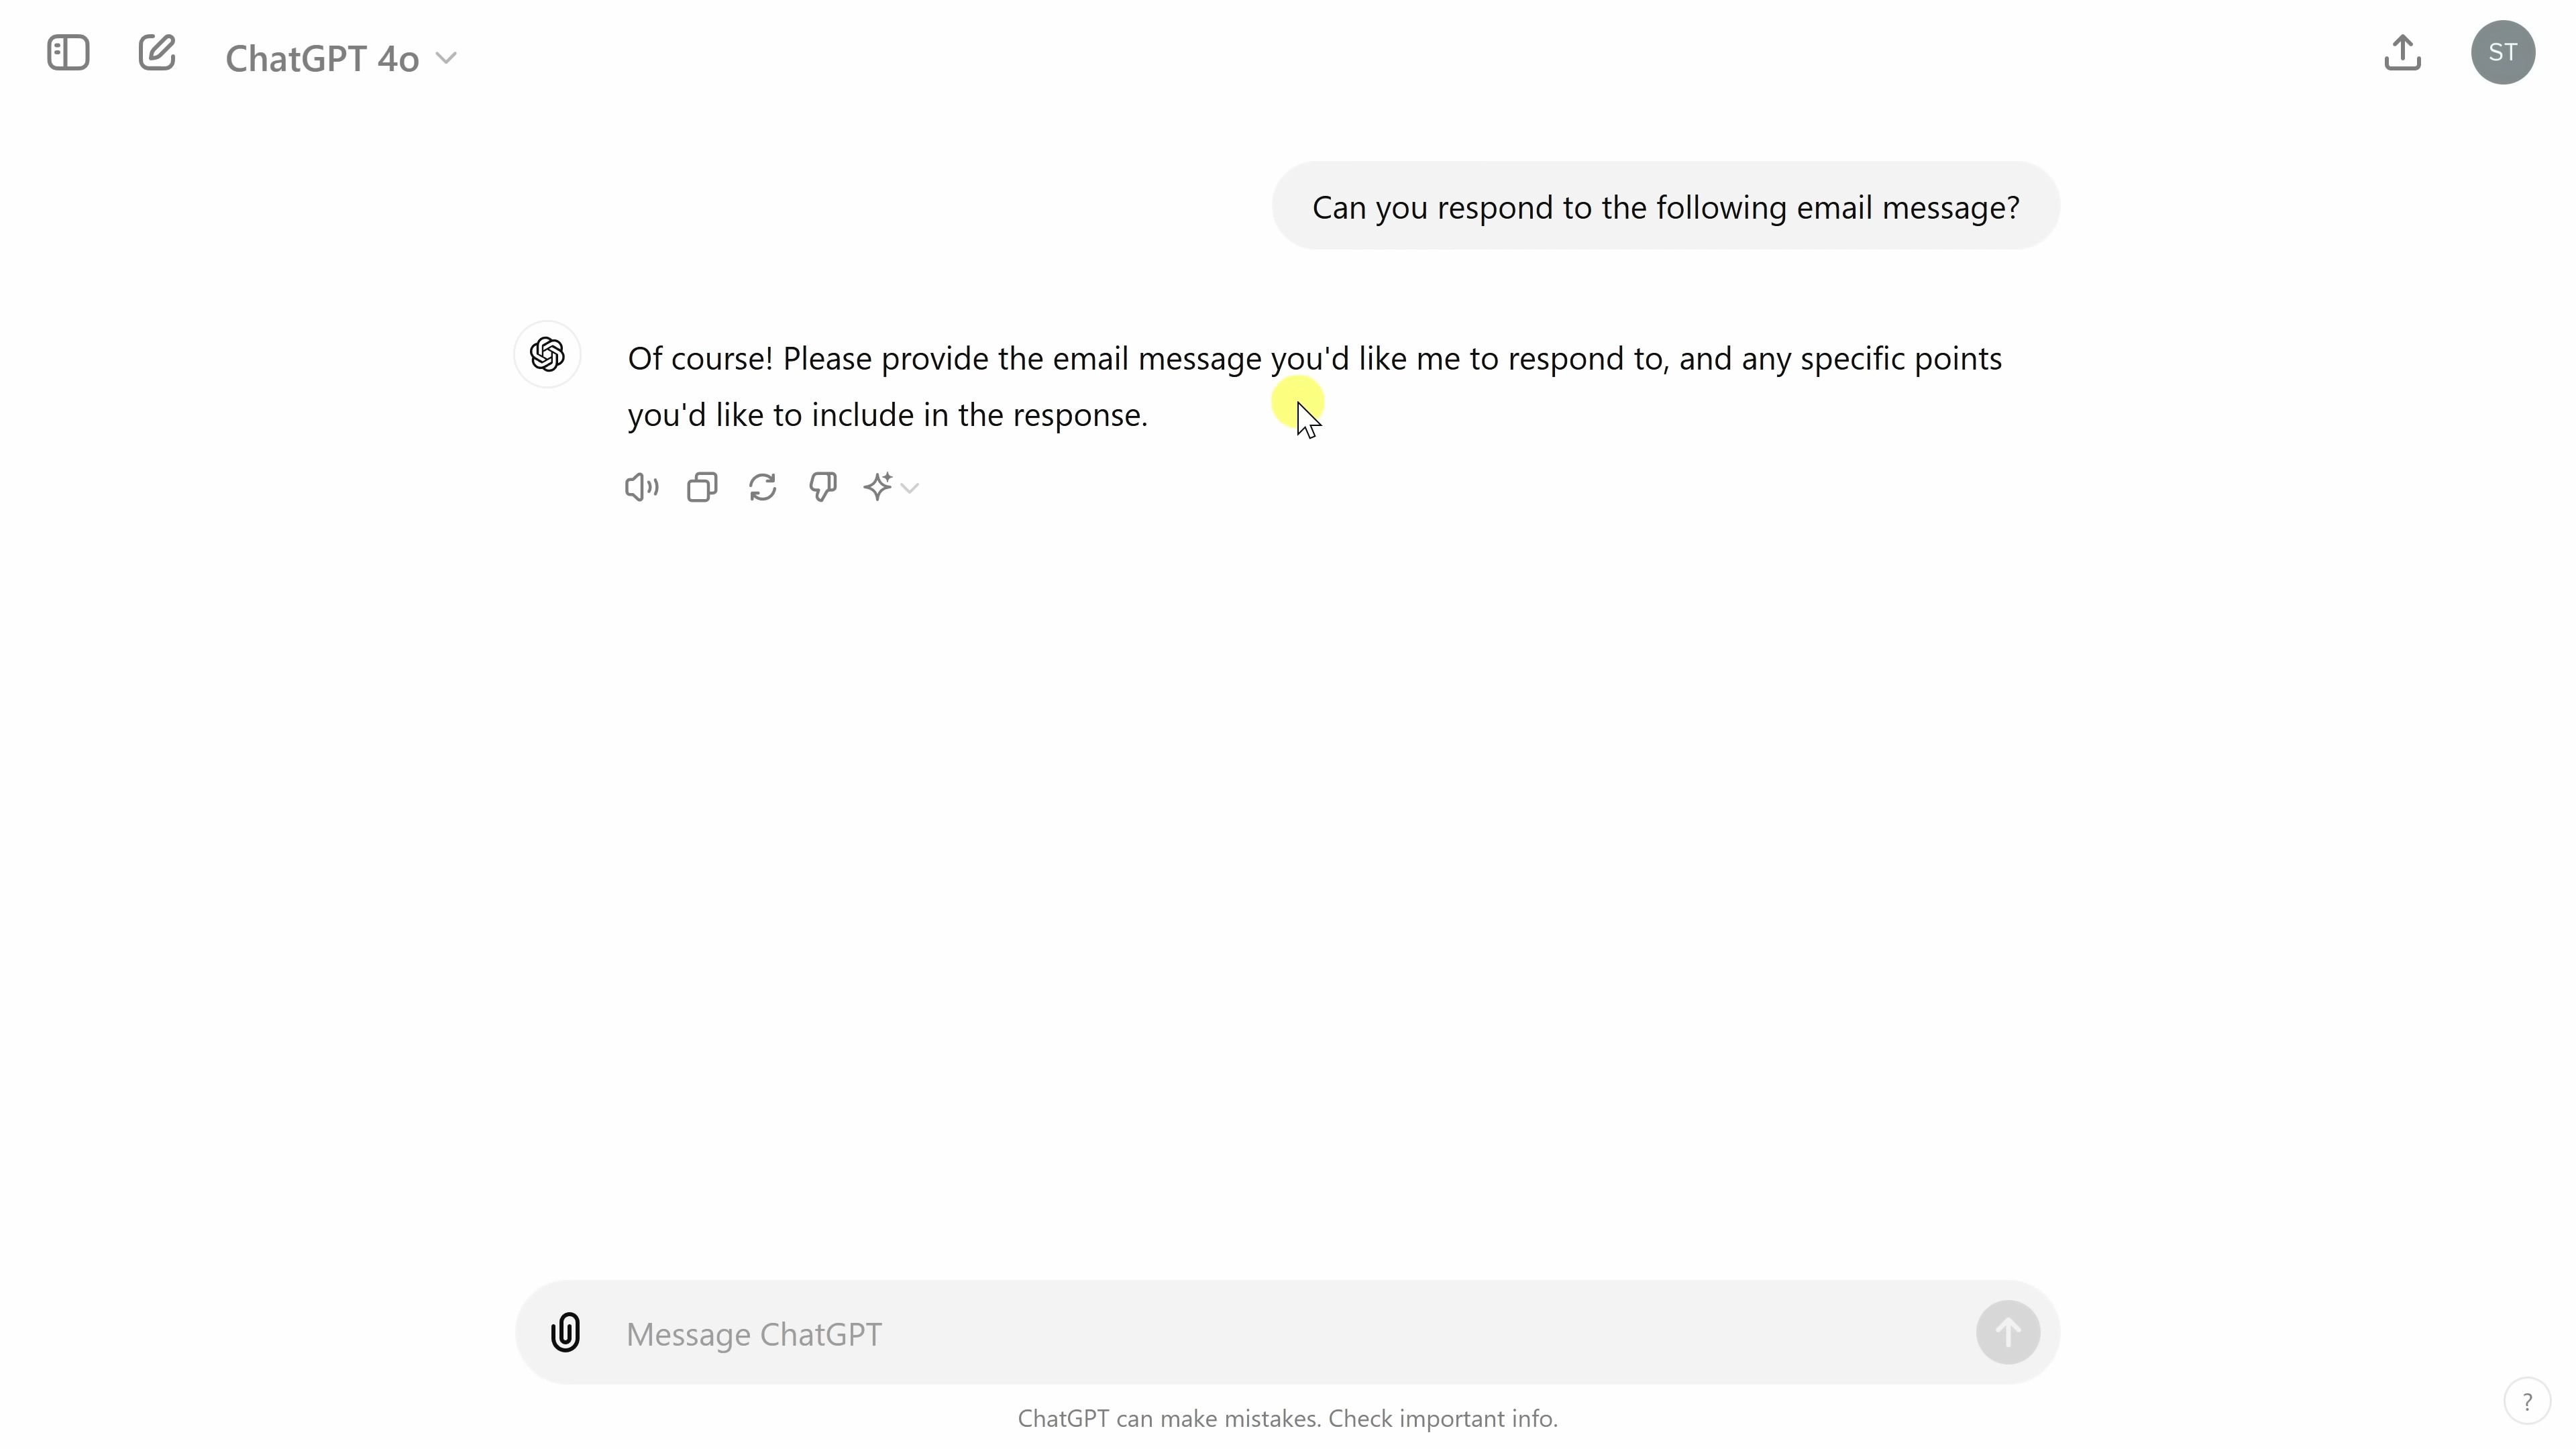 ChatGPT 4o
ST
Can you respond to the following email message?
Of course! Please provide the email message you'd like me to respond to, and any specific points
you'd like to include in the response.
Message ChatGPT
ChatGPT can make mistakes. Check important info.
?